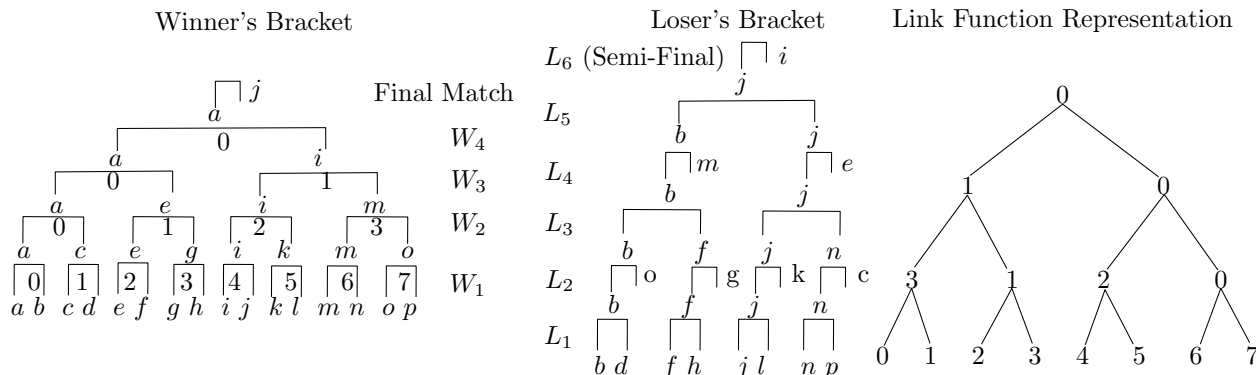 Winner's Bracket
j
Final Match
a
0
W4
a i
0 1
W3
a e i m
0 1 2 3
W2
a c e g i k m o
0 1 2 3 4 5 6 7
W1
a b c d e f g h i j k l m n o p
Loser's Bracket
L6 (Semi-Final)
i
j
L5
b j
L4
m e
b j
L3
b f j n
L2
o g k c
b f j n
L1
b d f h j l n p
Link Function Representation
0
1 0
3 1 2 0
0 1 2 3 4 5 6 7